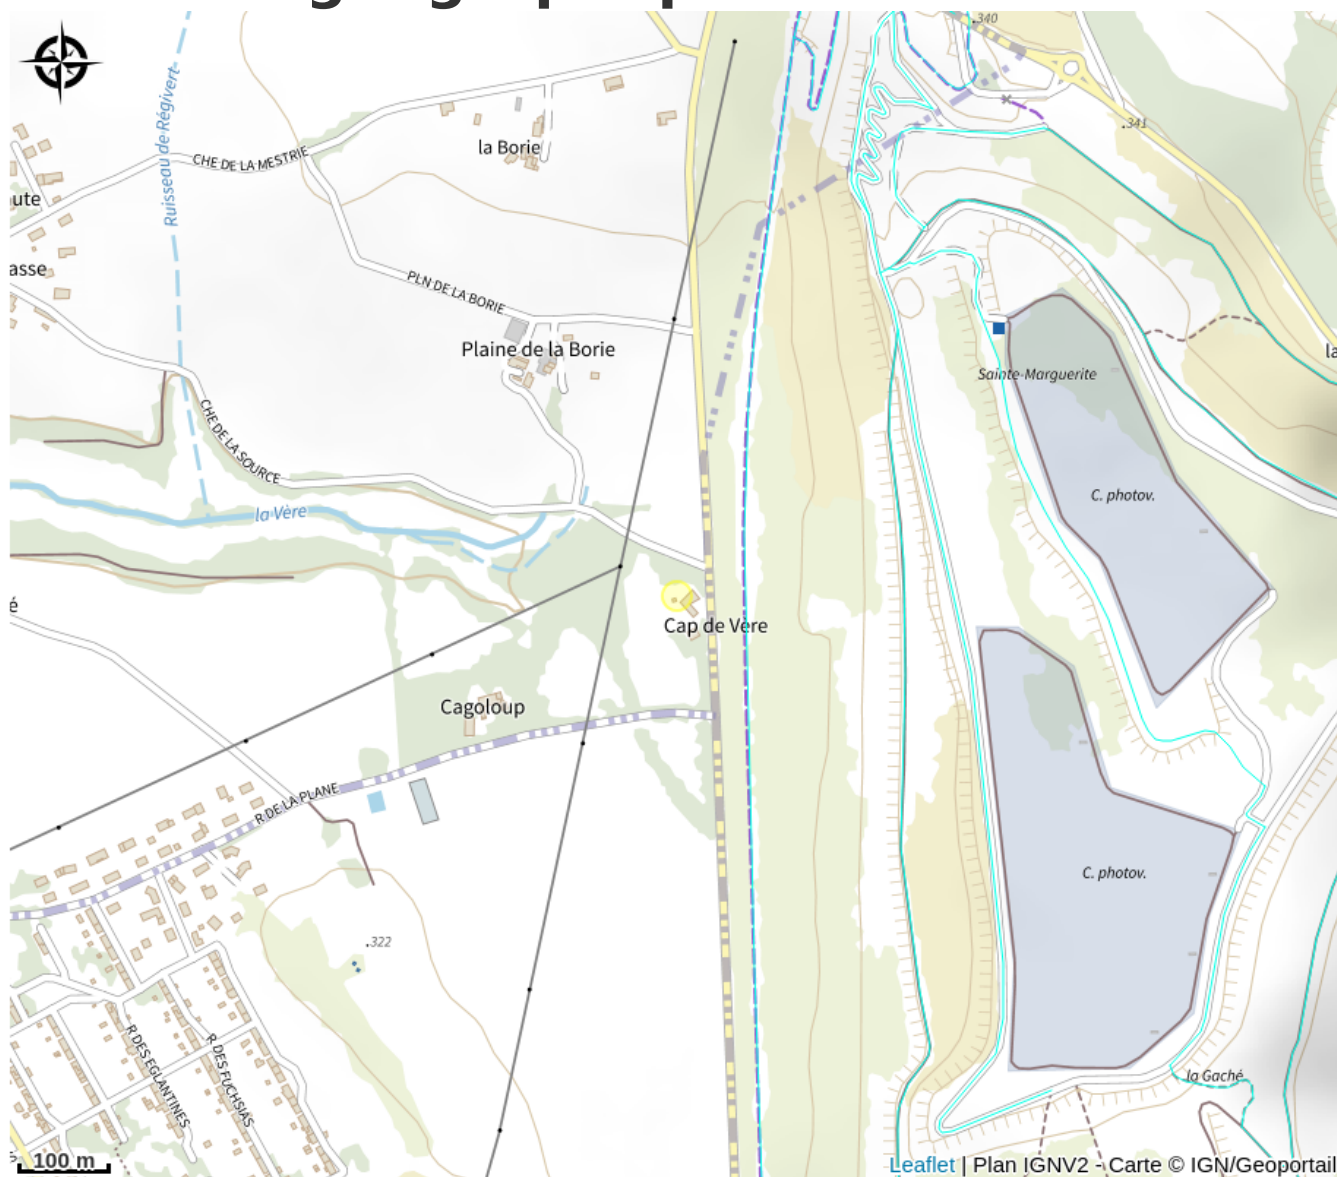 .340
.341
la Borie
CHE DE LA MESTRIE
Ruisseau de Régivert
ute
asse
PLN DE LA BORIE
Plaine de la Borie
la
Sainte-Marguerite
CHE DE LA SOURCE
la Vère
C. photov.
é
Cap de Vère
Cagoloup
R DE LA PLANE
C. photov.
.322
R DES EGLANTINES
R DES FUCHSIAS
la Gaché
100 m
Leaflet | Plan IGNV2 - Carte © IGN/Geoportail